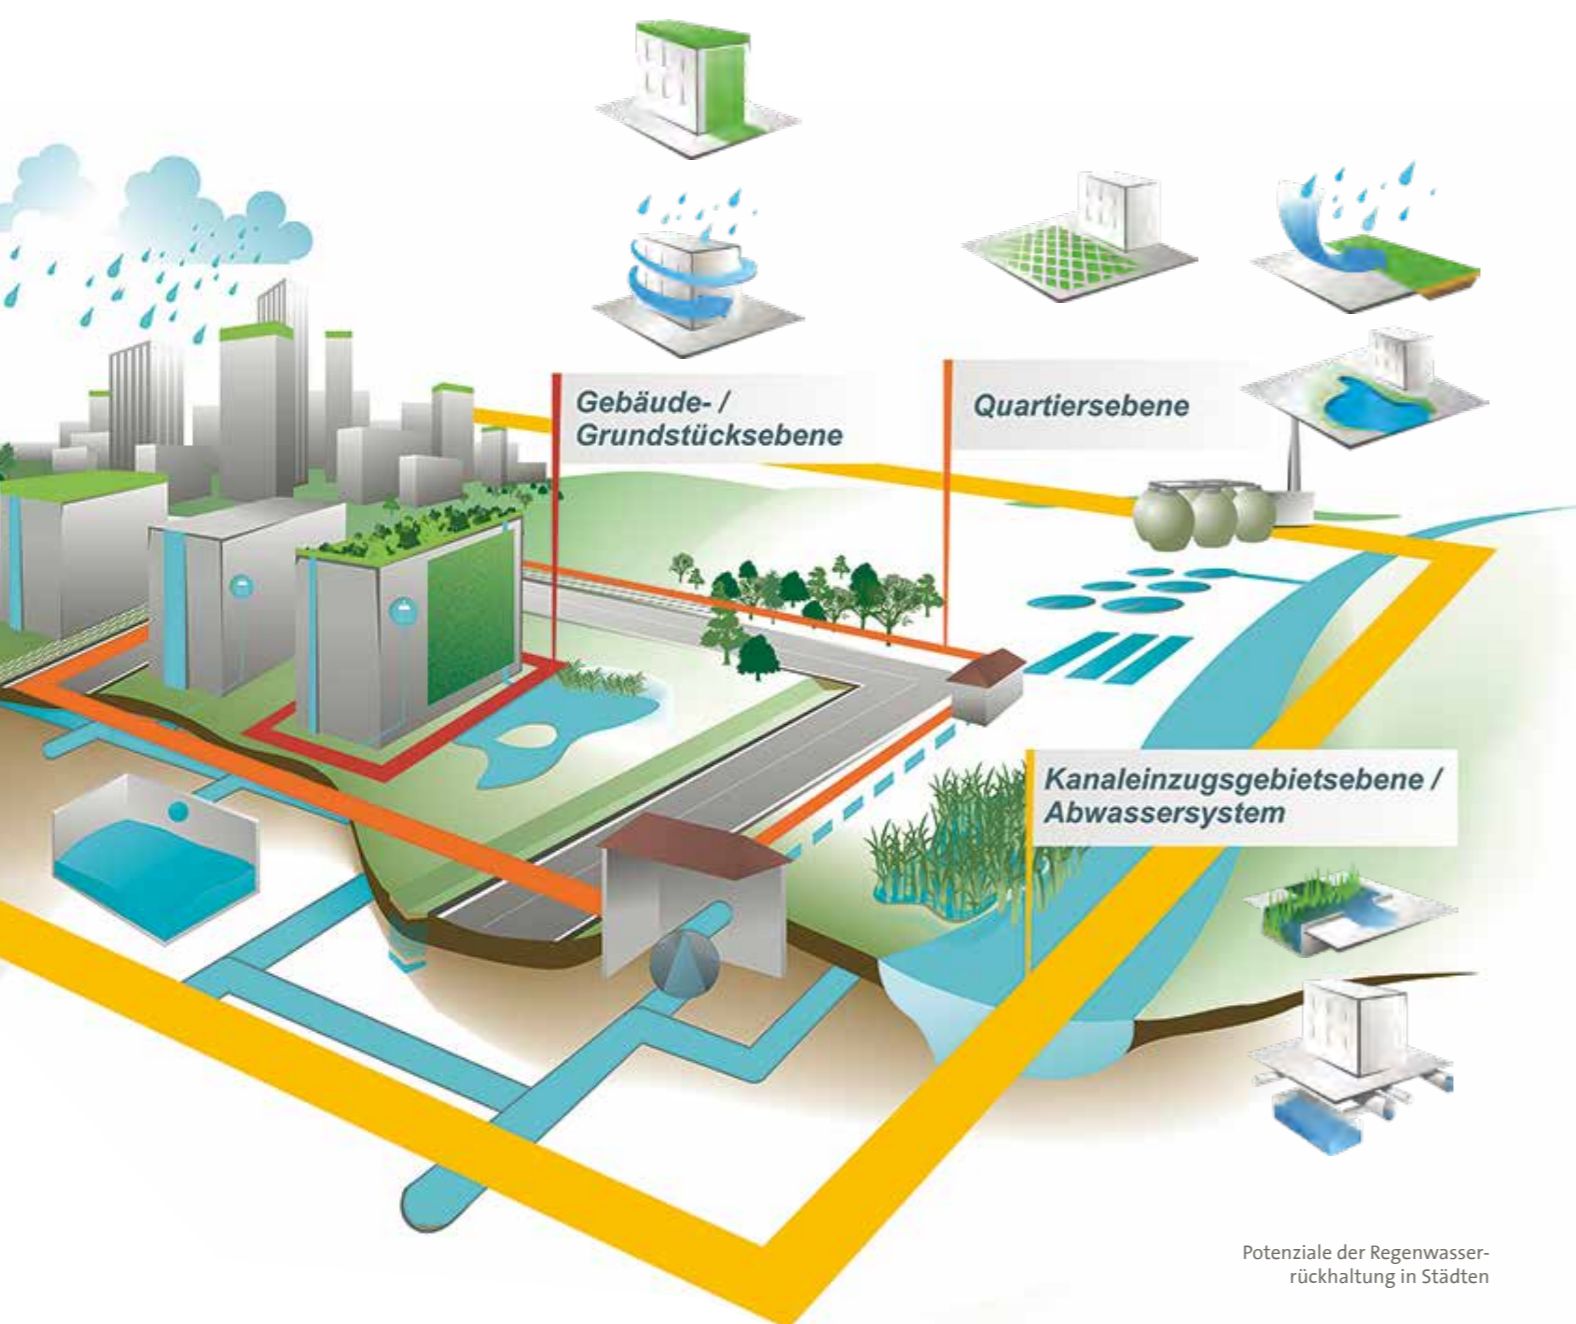 Gebäude- /
Grundstücksebene
Quartiersebene
Kanaleinzugsgebietsebene /
Abwassersystem
Potenziale der Regenwasser-
rückhaltung in Städten